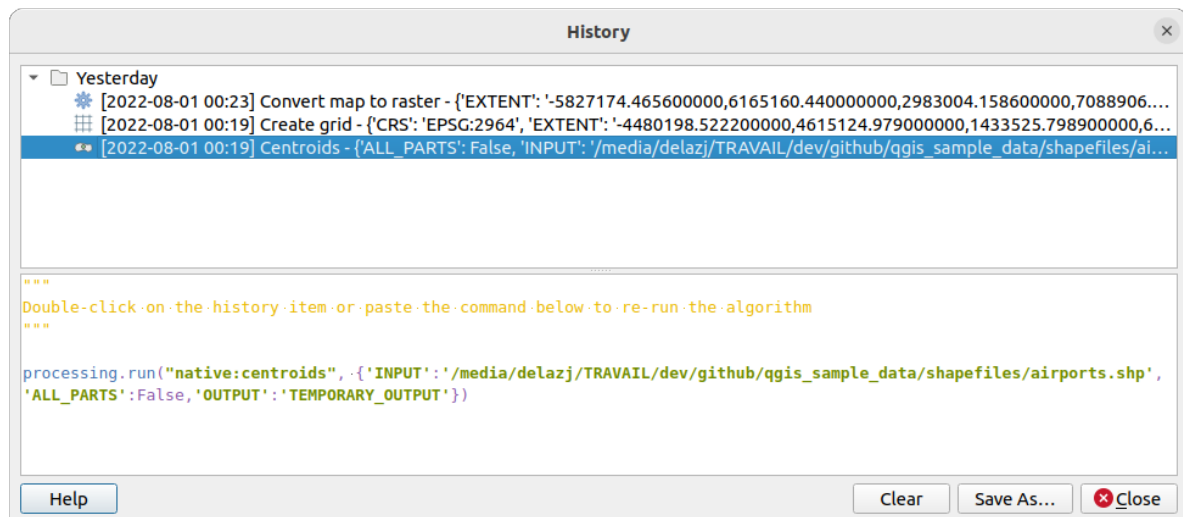 History
Yesterday
[2022-08-01 00:23] Convert map to raster - {'EXTENT': '-5827174.465600000,6165160.440000000,2983004.158600000,7088906....
[2022-08-01 00:19] Create grid - {'CRS': 'EPSG:2964', 'EXTENT': '-4480198.522200000,4615124.979000000,1433525.798900000,6...
[2022-08-01 00:19] Centroids - {'ALL_PARTS': False, 'INPUT': '/media/delazj/TRAVAIL/dev/github/qgis_sample_data/shapefiles/ai...
"""
Double-click·on·the·history·item·or·paste·the·command·below·to·re-run·the·algorithm
"""
processing.run("native:centroids",·{'INPUT':'/media/delazj/TRAVAIL/dev/github/qgis_sample_data/shapefiles/airports.shp',
'ALL_PARTS':False,'OUTPUT':'TEMPORARY_OUTPUT'})
Help Clear Save As... Close